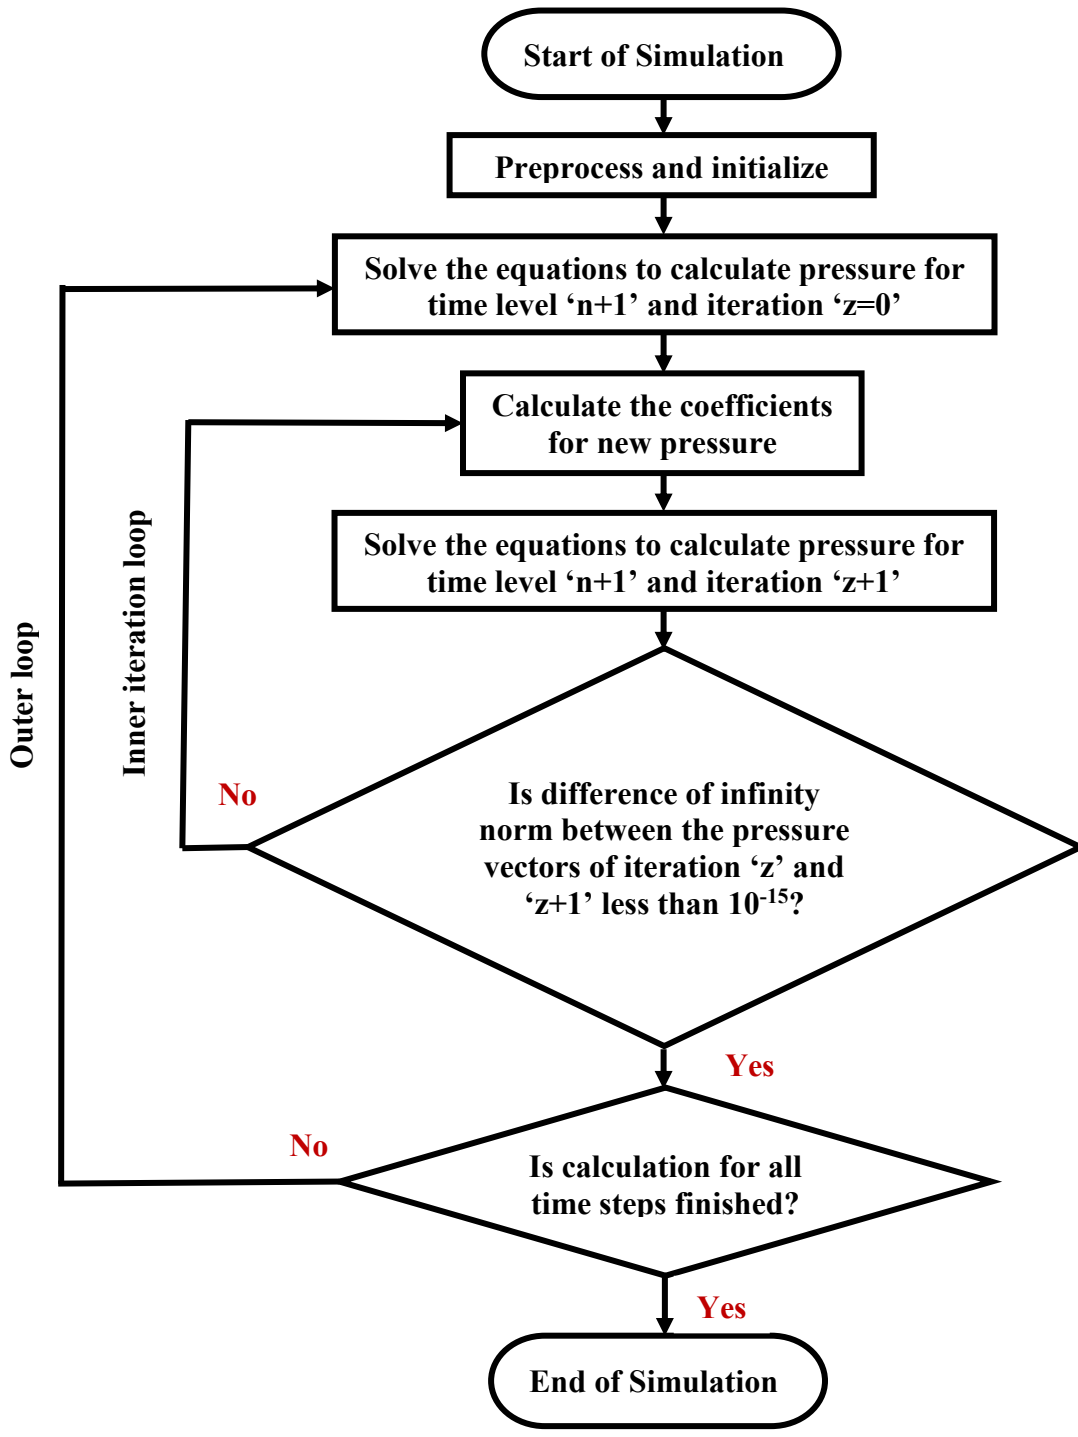 Start of Simulation
Preprocess and initialize
Solve the equations to calculate pressure for
time level ‘n+1’ and iteration ‘z=0’
Calculate the coefficients
for new pressure
Solve the equations to calculate pressure for
time level ‘n+1’ and iteration ‘z+1’
Inner iteration loop
Outer loop
No
Is difference of infinity
norm between the pressure
vectors of iteration ‘z’ and
‘z+1’ less than 10⁻¹⁵?
Yes
No
Is calculation for all
time steps finished?
Yes
End of Simulation